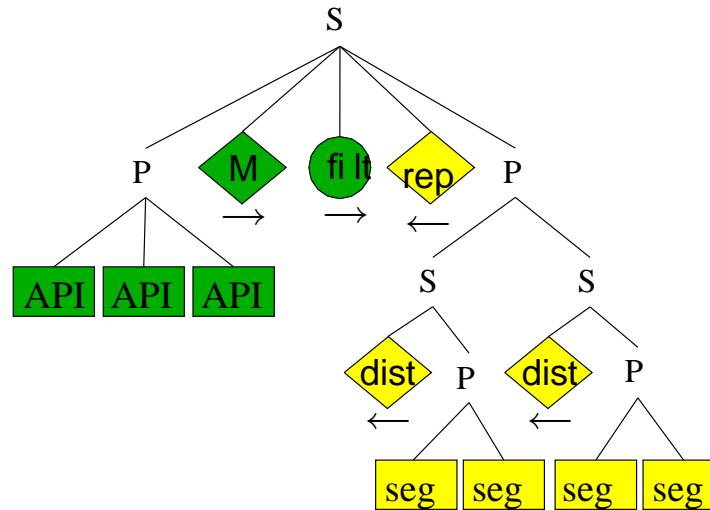 S
P M fi lt rep P
→ → ←
API API API S S
dist P dist P
← ←
seg seg seg seg